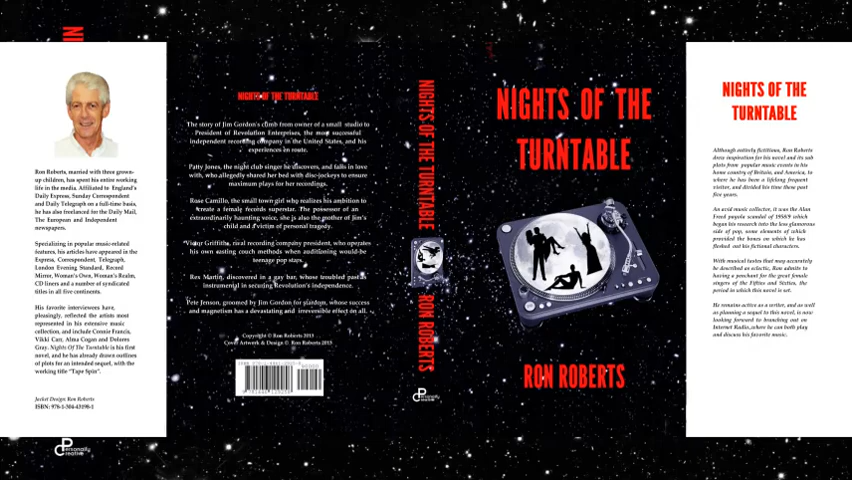 NI
Ron Roberts, married with three grown-
up children, has spent his entire working
life in the media. Affiliated to England's
Daily Express, Sunday Correspondent
and Daily Telegraph on a full-time basis,
he has also freelanced for the Daily Mail,
The European and Independent
newspapers.
Specializing in popular music-related
features, his articles have appeared in the
Express, Correspondent, Telegraph,
London Evening Standard, Record
Mirror, Woman's Own, Woman's Realm,
CD liners and a number of syndicated
titles in all five continents.
His favorite interviewees have,
pleasingly, reflected the artists most
represented in his extensive music
collection, and include Connie Francis,
Vikki Carr, Alma Cogan and Dolores
Gray. Nights Of The Turntable is his first
novel, and he has already drawn outlines
of plots for an intended sequel, with the
working title "Tape Spin".
Jacket Design: Ron Roberts
ISBN: 978-1-304-43198-1
Personally
Creative
NIGHTS OF THE TURNTABLE
The story of Jim Gordon's climb from owner of a small studio to
President of Revolution Enterprises, the most successful
independent recording company in the United States, and his
experiences en route.
Patty Jones, the night club singer he discovers, and falls in love
with, who allegedly shared her bed with disc-jockeys to ensure
maximum plays for her recordings.
Rose Camillo, the small town girl who realizes his ambition to
create a female records superstar. The possessor of an
extraordinarily haunting voice, she is also the mother of Jim's
child and a victim of personal tragedy.
Victor Griffiths, rival recording company president, who operates
his own casting couch methods when auditioning would-be
teenage pop stars.
Rex Martin, discovered in a gay bar, whose troubled past is
instrumental in securing Revolution's independence.
Pete Jenson, groomed by Jim Gordon for stardom, whose success
and magnetism has a devastating and irreversible effect on all.
Copyright © Ron Roberts 2013
Cover Artwork & Design © Ron Roberts 2013
NIGHTS OF THE TURNTABLE
RON ROBERTS
Personally
Creative
NIGHTS OF THE
TURNTABLE
RON ROBERTS
NIGHTS OF THE
TURNTABLE
Although entirely fictitious, Ron Roberts
drew inspiration for his novel and its sub
plots from popular music events in his
home country of Britain, and America, to
where he has been a lifelong frequent
visitor, and divided his time these past
five years.
An avid music collector, it was the Alan
Freed payola scandal of 1958/9 which
began his research into the less glamorous
side of pop, some elements of which
provided the bones on which he has
fleshed out his fictional characters.
With musical tastes that may accurately
be described as eclectic, Ron admits to
having a penchant for the great female
singers of the Fifties and Sixties, the
period in which this novel is set.
He remains active as a writer, and as well
as planning a sequel to this novel, is now
looking forward to branching out on
Internet Radio, where he can both play
and discuss his favorite music.